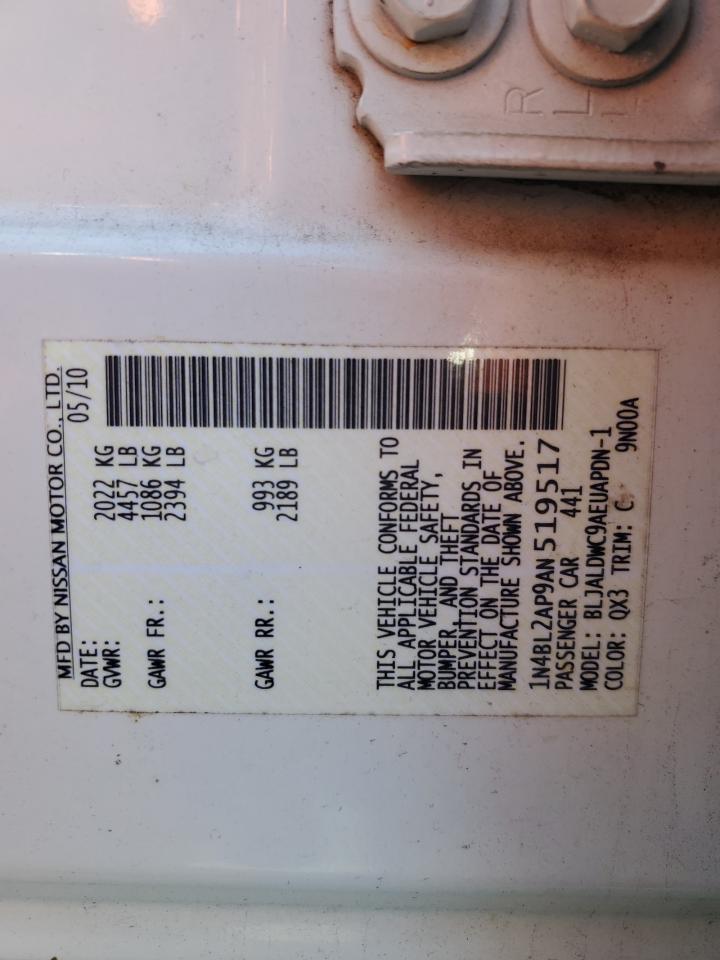 R L
MFD BY NISSAN MOTOR CO., LTD.
DATE: 05/10
GVWR: 2022 KG
4457 LB
GAWR FR.: 1086 KG
2394 LB
GAWR RR.: 993 KG
2189 LB
THIS VEHICLE CONFORMS TO
ALL APPLICABLE FEDERAL
MOTOR VEHICLE SAFETY,
BUMPER, AND THEFT
PREVENTION STANDARDS IN
EFFECT ON THE DATE OF
MANUFACTURE SHOWN ABOVE.
1N4BL2AP9AN519517
PASSENGER CAR 441
MODEL: BLJALDWC9AEUAPDN-1
COLOR: QX3 TRIM: C 9N00A